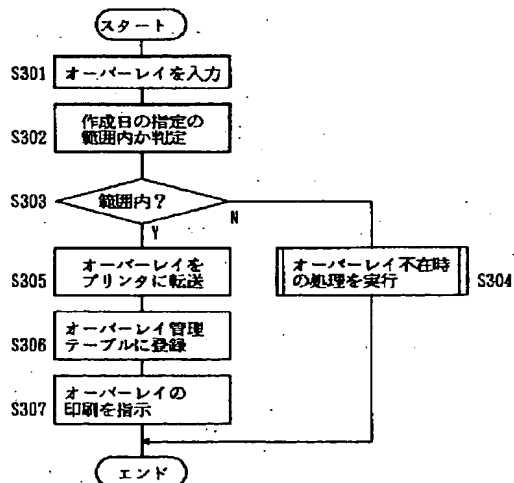 スタート
S301
オーバーレイを入力
S302
作成日の指定の
範囲内か判定
S303
範囲内?
N
Y
S305
オーバーレイを
プリンタに転送
オーバーレイ不在時
の処理を実行
S304
S306
オーバーレイ管理
テーブルに登録
S307
オーバーレイの
印刷を指示
エンド